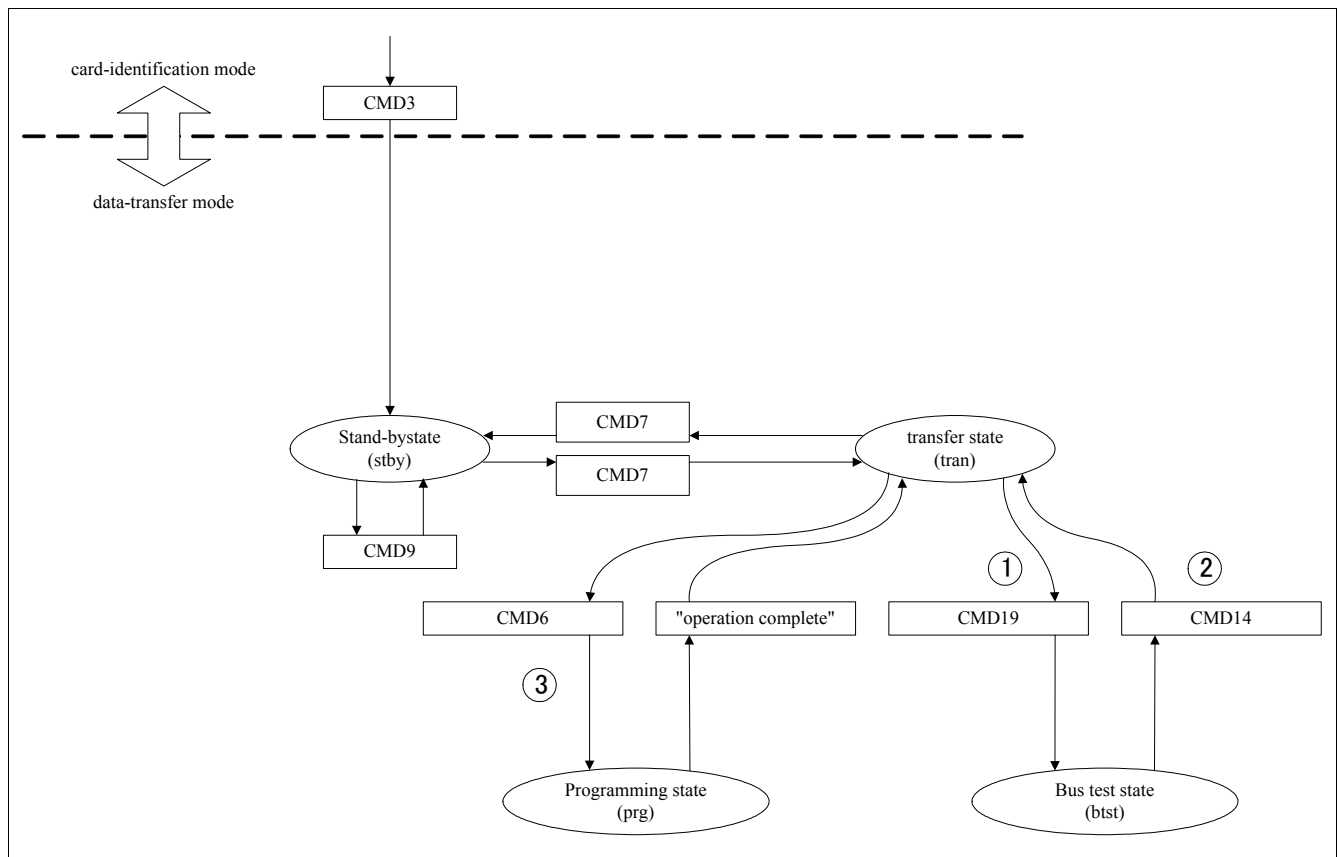 card-identification mode
CMD3
data-transfer mode
Stand-bystate
(stby)
CMD7
CMD7
transfer state
(tran)
CMD9
①
②
CMD6
"operation complete"
CMD19
CMD14
③
Programming state
(prg)
Bus test state
(btst)